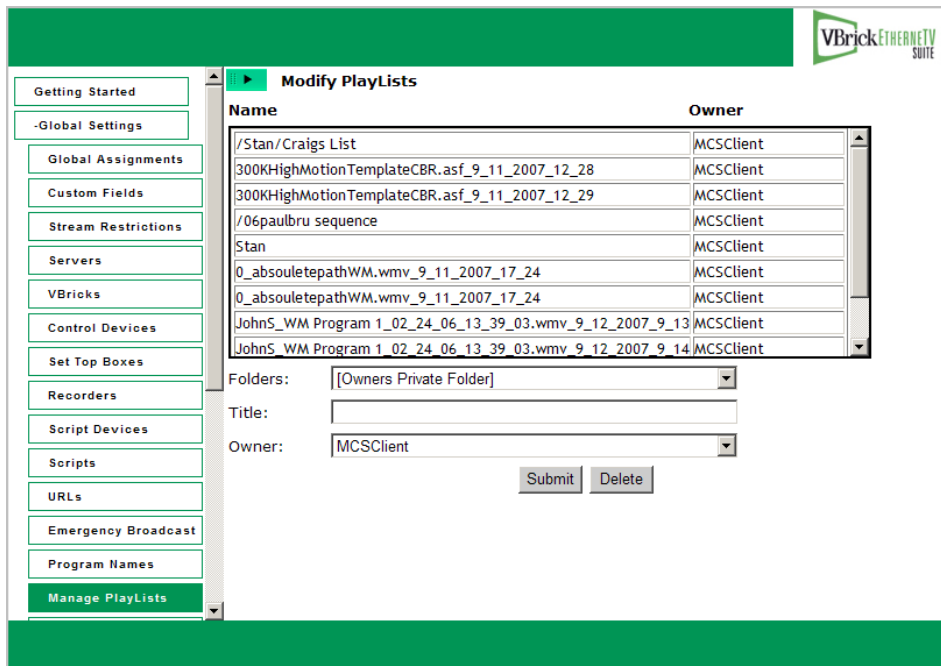 VBrick ETHERNETV
SUITE
Getting Started
-Global Settings
Global Assignments
Custom Fields
Stream Restrictions
Servers
VBricks
Control Devices
Set Top Boxes
Recorders
Script Devices
Scripts
URLs
Emergency Broadcast
Program Names
Manage PlayLists
Modify PlayLists
Name Owner
/Stan/Craigs List MCSClient
300KHighMotionTemplateCBR.asf_9_11_2007_12_28 MCSClient
300KHighMotionTemplateCBR.asf_9_11_2007_12_29 MCSClient
/06paulbru sequence MCSClient
Stan MCSClient
0_absouletepathWM.wmv_9_11_2007_17_24 MCSClient
0_absouletepathWM.wmv_9_11_2007_17_24 MCSClient
JohnS_WM Program 1_02_24_06_13_39_03.wmv_9_12_2007_9_13 MCSClient
JohnS_WM Program 1_02_24_06_13_39_03.wmv_9_12_2007_9_14 MCSClient
Folders: [Owners Private Folder]
Title:
Owner: MCSClient
Submit Delete